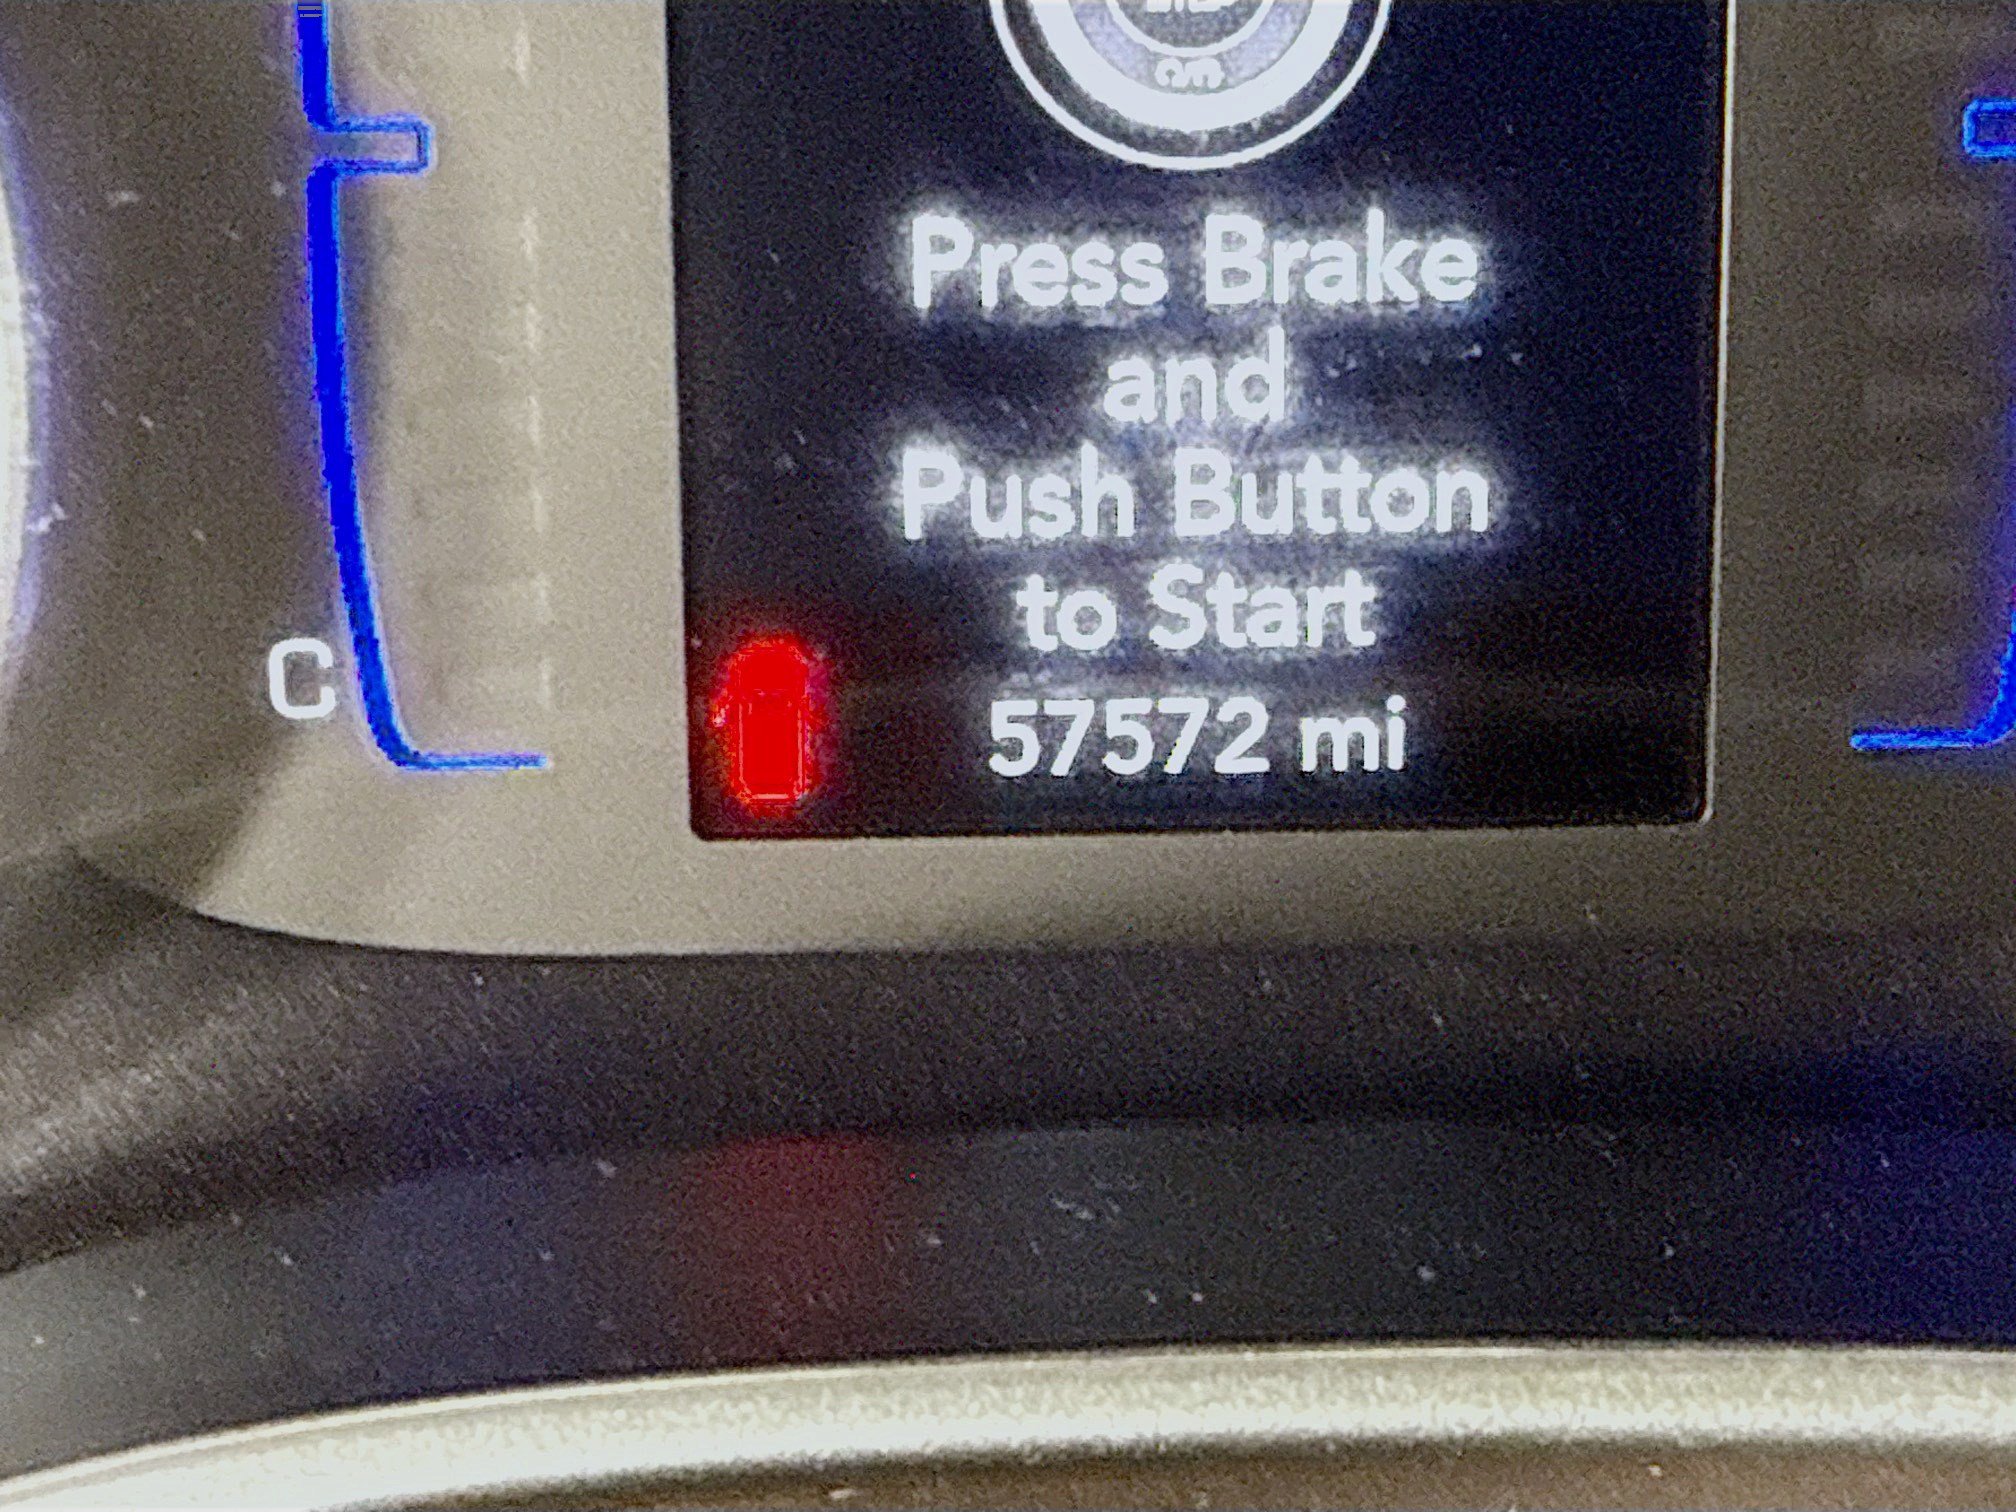 Press Brake
and
Push Button
to Start
C
57572 mi